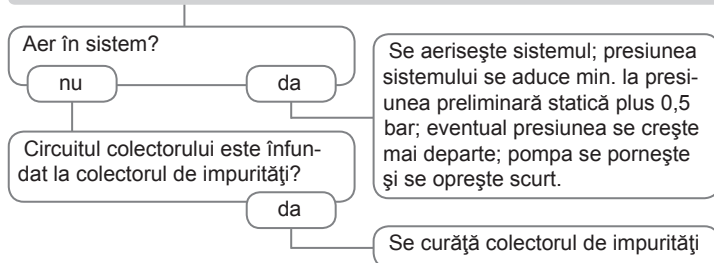 Aer în sistem?
nu
da
Se aeriseşte sistemul; presiunea
sistemului se aduce min. la presi-
unea preliminară statică plus 0,5
bar; eventual presiunea se creşte
mai departe; pompa se porneşte
şi se opreşte scurt.
Circuitul colectorului este înfun-
dat la colectorul de impurităţi?
da
Se curăţă colectorul de impurităţi